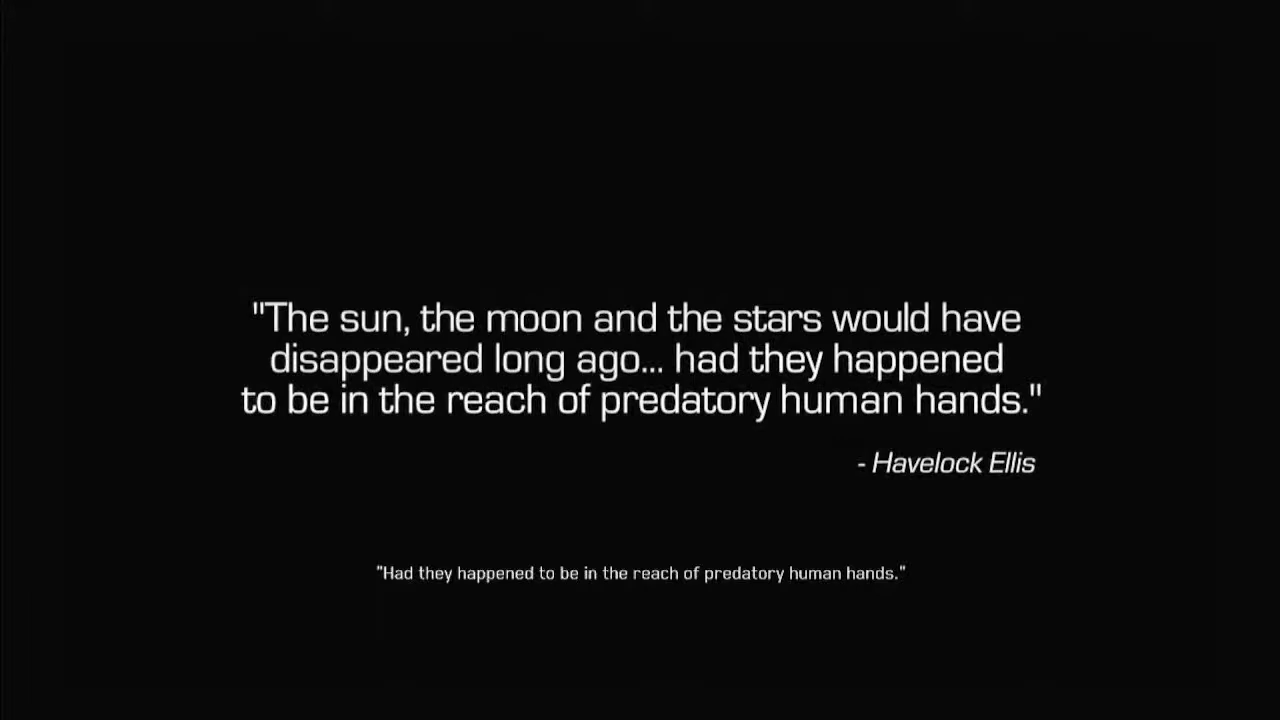 "The sun, the moon and the stars would have
disappeared long ago... had they happened
to be in the reach of predatory human hands."
- Havelock Ellis
"Had they happened to be in the reach of predatory human hands."